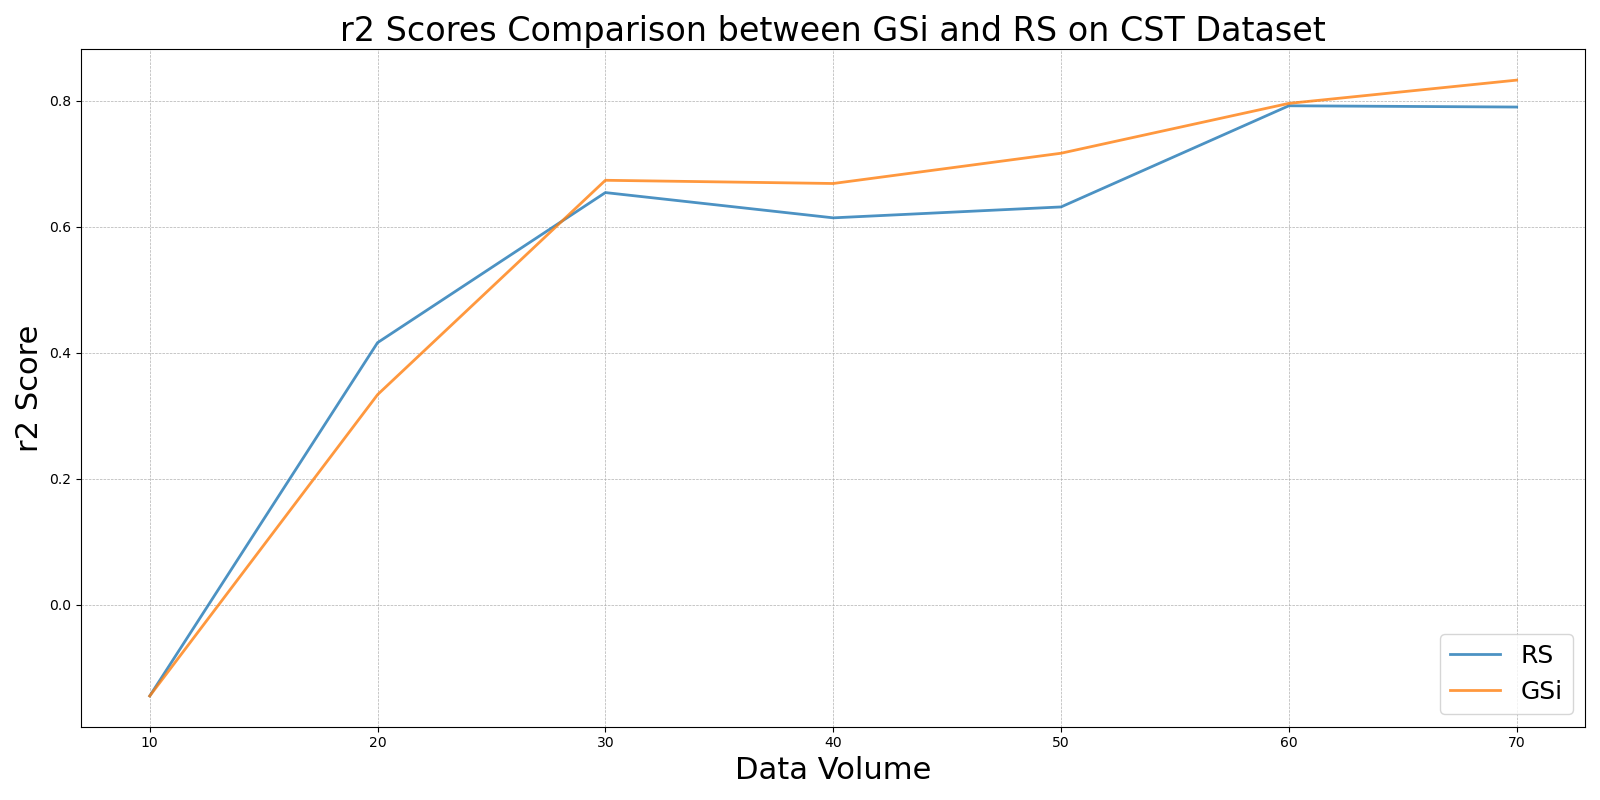 r2 Scores Comparison between GSi and RS on CST Dataset
r2 Score
0.8
0.6
0.4
0.2
0.0
RS
GSi
10 20 30 40 50 60 70
Data Volume